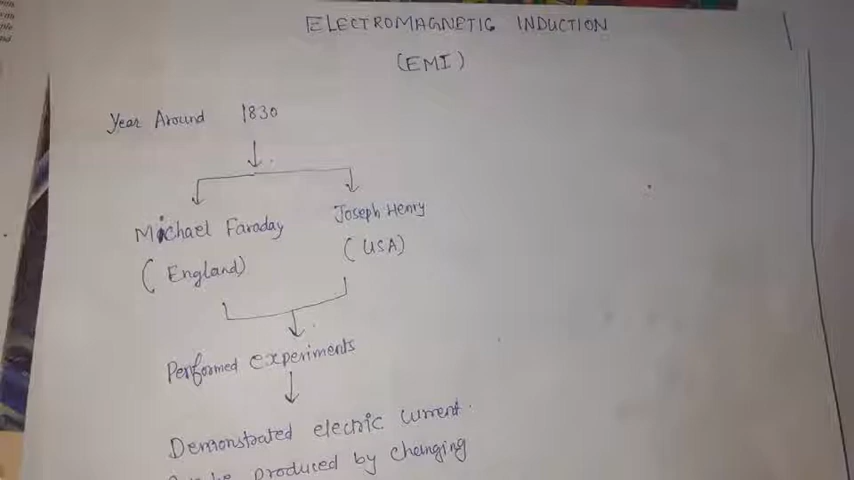 ELECTROMAGNETIC INDUCTION
(EMI)
Year Around 1830
Michael Faraday Joseph Henry
(England) (USA)
Performed experiments
Demonstrated electric current
be produced by changing